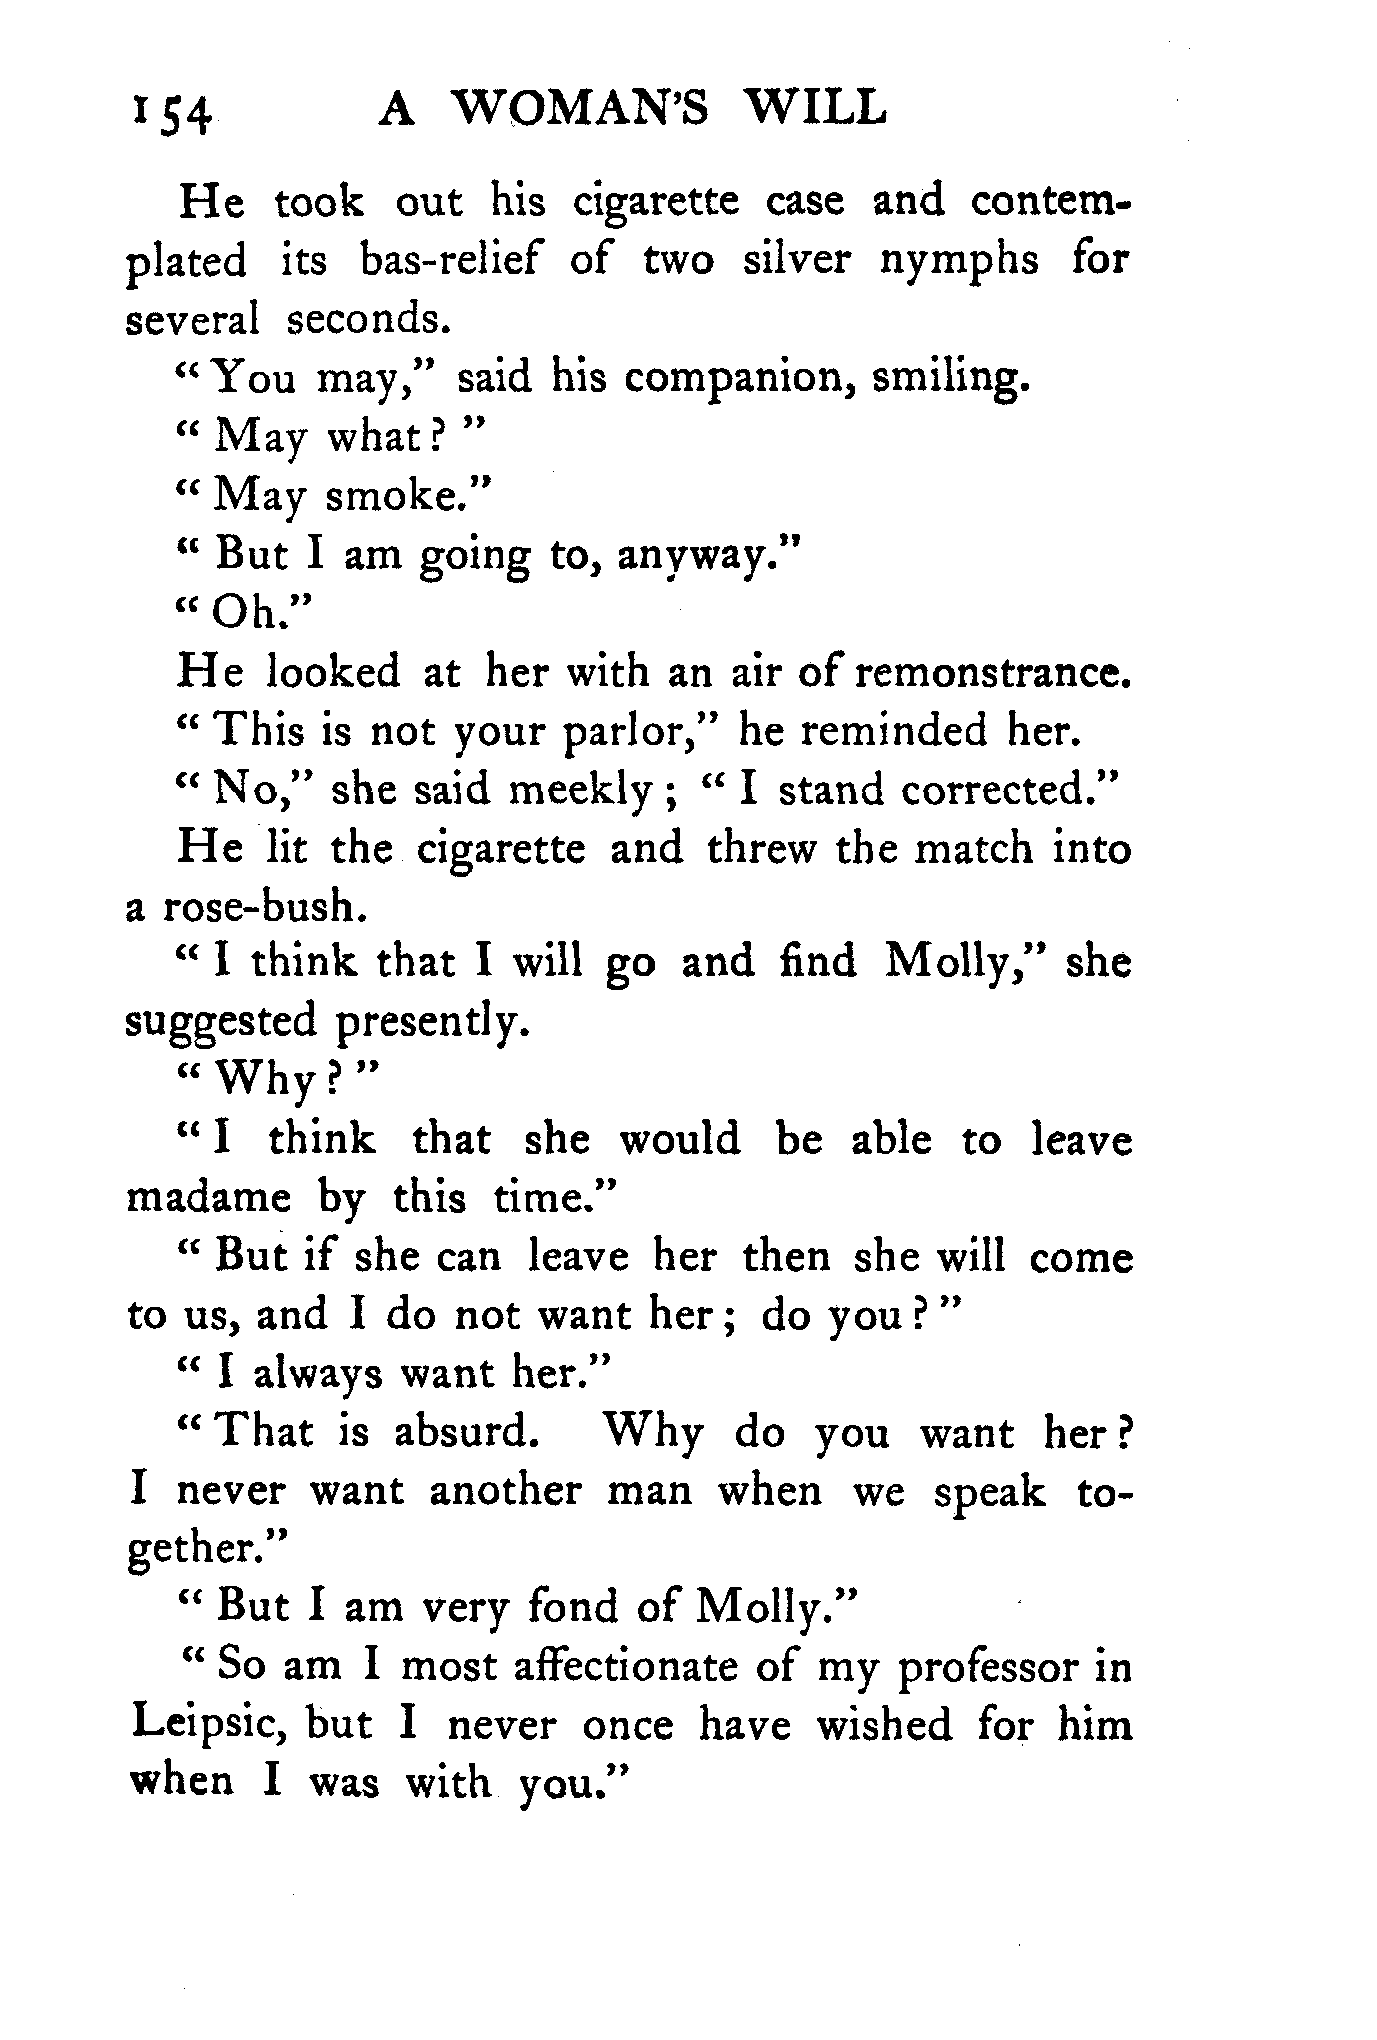 154 A WOMAN'S WILL
He took out his cigarette case and contem-
plated its bas-relief of two silver nymphs for
several seconds.
“You may,” said his companion, smiling.
“May what?”
“May smoke.”
“But I am going to, anyway.”
“Oh.”
He looked at her with an air of remonstrance.
“This is not your parlor,” he reminded her.
“No,” she said meekly; “I stand corrected.”
He lit the cigarette and threw the match into
a rose-bush.
“I think that I will go and find Molly,” she
suggested presently.
“Why?”
“I think that she would be able to leave
madame by this time.”
“But if she can leave her then she will come
to us, and I do not want her; do you?”
“I always want her.”
“That is absurd. Why do you want her?
I never want another man when we speak to-
gether.”
“But I am very fond of Molly.”
“So am I most affectionate of my professor in
Leipsic, but I never once have wished for him
when I was with you.”